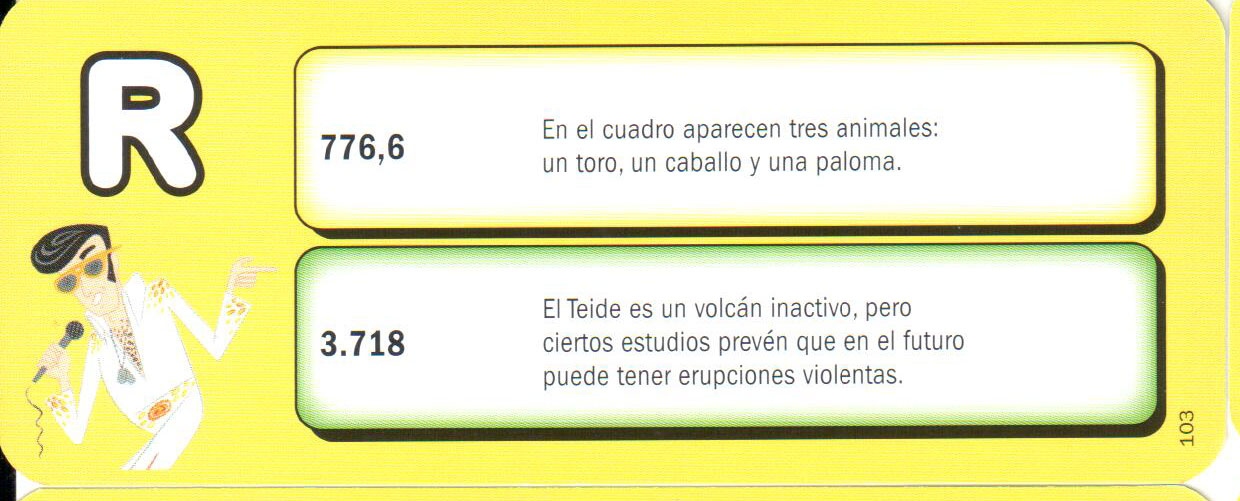 R
776,6
En el cuadro aparecen tres animales:
un toro, un caballo y una paloma.
3.718
El Teide es un volcán inactivo, pero
ciertos estudios prevén que en el futuro
puede tener erupciones violentas.
103